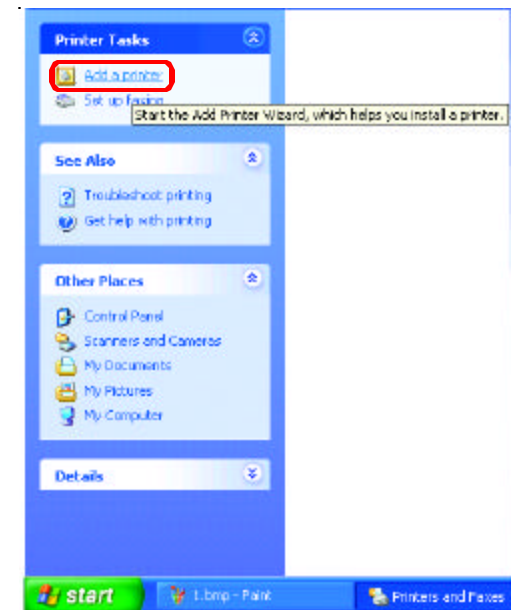 Printer Tasks
Add a printer
Set up faxing
Start the Add Printer Wizard, which helps you install a printer.
See Also
Troubleshoot printing
Get help with printing
Other Places
Control Panel
Scanners and Cameras
My Documents
My Pictures
My Computer
Details
start
1.bmp - Paint
Printers and Faxes